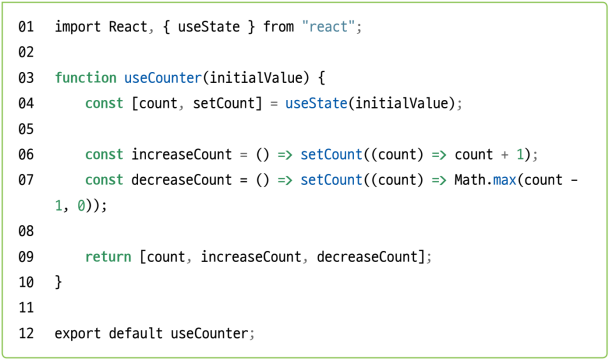 01 import React, { useState } from "react";
02
03 function useCounter(initialValue) {
04     const [count, setCount] = useState(initialValue);
05
06     const increaseCount = () => setCount((count) => count + 1);
07     const decreaseCount = () => setCount((count) => Math.max(count –
1, 0));
08
09     return [count, increaseCount, decreaseCount];
10 }
11
12 export default useCounter;